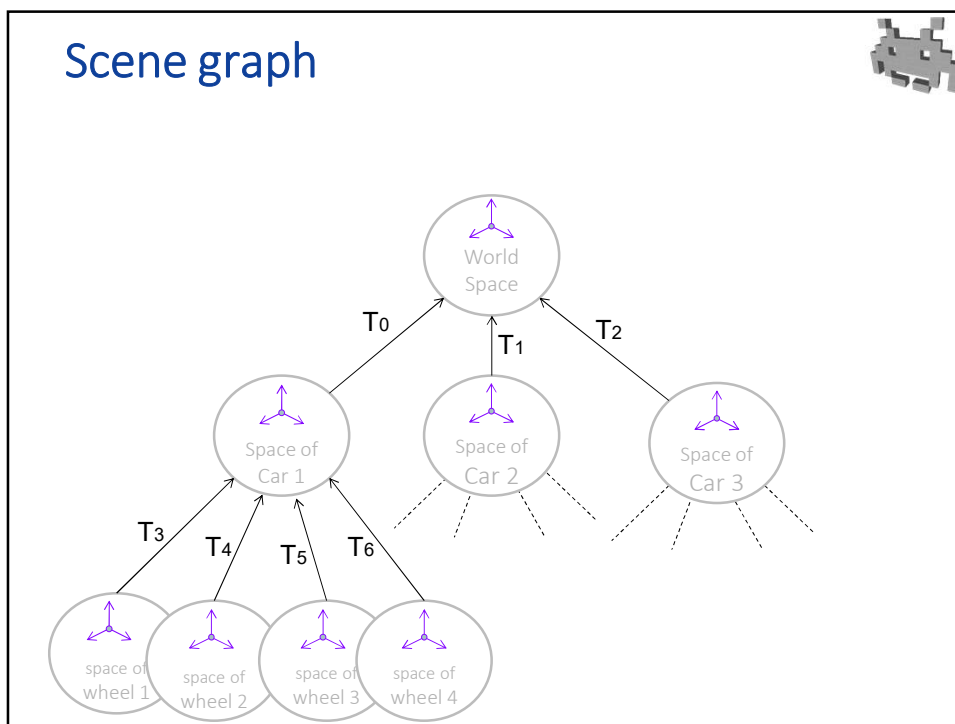 Scene graph
World
Space
T0
T1
T2
Space of
Car 1
Space of
Car 2
Space of
Car 3
T3
T4
T5
T6
space of
wheel 1
space of
wheel 2
space of
wheel 3
space of
wheel 4